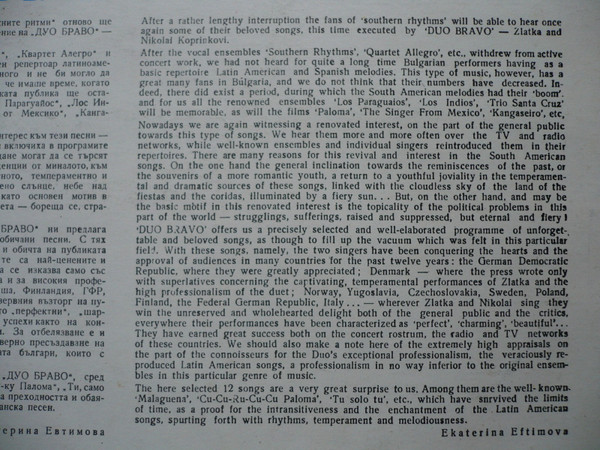 сните ритми“ отново ще
ние на „ДУО БРАВО“ —
“, „Квартет Алегро“ и
ен репертоар латиноаме-
ного и не би могло да
че имаше време, когато
ката публика ще оста-
Парагуайос“, „Лос Ин-
от Мексико“, „Канга-
нтерес към тези песни —
и включиха в програмите
дане могат да се търсят
енции от миналото, към
ното, темпераментно и
ено слънце, небе над
като основен мотив в
ета — бореща се, стра-
БРАВО“ ни предлага
обичани песни. С тях
и обогтя на публиката
те са най-ценените и
а се изказва само със
и за високия профе-
ша, Финландия, ГФР,
зервния възторг на пу-
то „перфектни“, „шар-
успехи както на кон-
и. За отбелязване е и
верно пресъздаване на
ата българи, които с
„ДУО БРАВО“, сред
-ку Палома“, „Ти, само
а преходността и обая-
анска песен.
ерина Евтимова
After a rather lengthy interruption the fans of ‘southern rhythms’ will be able to hear once
again some of their beloved songs, this time executed by ‘DUO BRAVO’ – Zlatka and
Nikolai Koprinkovi.
After the vocal ensembles ‘Southern Rhythms’, ‘Quartet Allegro’, etc., withdrew from active
concert work, we had not heard for quite a long time Bulgarian performers having as a
basic repertoire Latin American and Spanish melodies. This type of music, however, has a
great many fans in Bulgaria, and we do not think that their numbers have decreased. In-
deed, there did exist a period, during which the South American melodies had their ‘boom’,
and for us all the renowned ensembles ‘Los Paraguaios’, ‘Los Indios’, ‘Trio Santa Cruz’
will be memorable, as will the films ‘Paloma’, ‘The Singer From Mexico’, ‘Kangaseiro’, etc.
Nowadays we are again witnessing a renovated interest, on the part of the general public
towards this type of songs. We hear them more and more often over the TV and radio
networks, while well-known ensembles and individual singers reintroduced them in their
repertoires. There are many reasons for this revival and interest in the South American
songs. On the one hand the general inclination towards the reminiscences of the past, or
the souvenirs of a more romantic youth, a return to a youthful joviality in the temperamen-
tal and dramatic sources of these songs, linked with the cloudless sky of the land of the
fiestas and the coridas, illuminated by a fiery sun... But, on the other hand, and may be
the basic motif in this renovated interest is the topicality of the political problems in this
part of the world — strugglings, sufferings, raised and suppressed, but eternal and fiery!
‘DUO BRAVO’ offers us a precisely selected and well-elaborated programme of unforget-
table and beloved songs, as though to fill up the vacuum which was felt in this particular
field. With these songs, namely, the two singers have been conquering the hearts and the
approval of audiences in many countries for the past twelve years: the German Democratic
Republic, where they were greatly appreciated; Denmark — where the press wrote only
with superlatives concerning the captivating, temperamental performances of Zlatka and the
high professionalism of the duet; Norway, Yugoslavia, Czechoslovakia, Sweden, Poland,
Finland, the Federal German Republic, Italy... — wherever Zlatka and Nikolai sing they
win the unreserved and wholehearted delight both of the general public and the critics,
everywhere their performances have been characterized as ‘perfect’, ‘charming’, ‘beautiful’...
They have earned great success both on the concert rostrum, the radio and TV networks
of these countries. We should also make a note here of the extremely high appraisals on
the part of the connoisseurs for the Duo's exceptional professionalism, the veraciously re-
produced Latin American songs, a professionalism in no way inferior to the original ensem-
bles in this particular genre of music.
The here selected 12 songs are a very great surprise to us. Among them are the well-known
‘Malaguena’, ‘Cu-Cu-Ru-Cu-Cu Paloma’, ‘Tu solo tu’, etc., which have snrvived the limits
of time, as a proof for the intransitiveness and the enchantment of the Latin American
songs, spurting forth with rhythms, temperament and melodiousness.
Ekaterina Eftimova